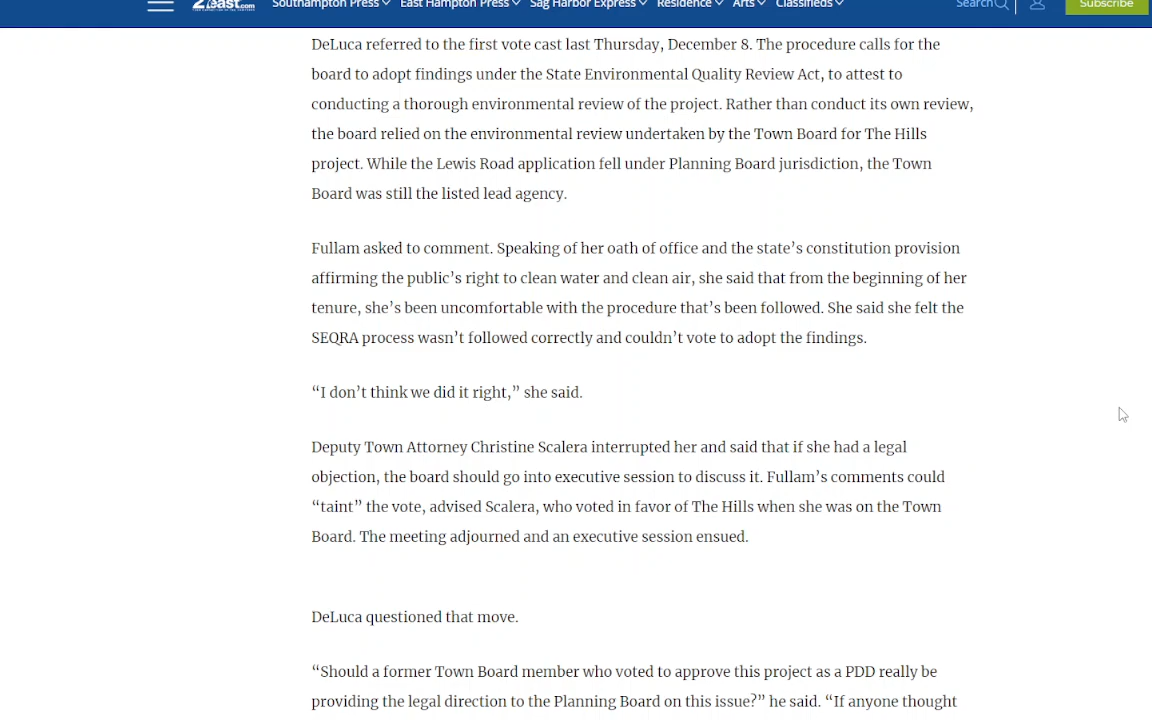 27east.com Southampton Press East Hampton Press Sag Harbor Express Residence Arts Classifieds Search Subscribe
DeLuca referred to the first vote cast last Thursday, December 8. The procedure calls for the
board to adopt findings under the State Environmental Quality Review Act, to attest to
conducting a thorough environmental review of the project. Rather than conduct its own review,
the board relied on the environmental review undertaken by the Town Board for The Hills
project. While the Lewis Road application fell under Planning Board jurisdiction, the Town
Board was still the listed lead agency.
Fullam asked to comment. Speaking of her oath of office and the state’s constitution provision
affirming the public’s right to clean water and clean air, she said that from the beginning of her
tenure, she’s been uncomfortable with the procedure that’s been followed. She said she felt the
SEQRA process wasn’t followed correctly and couldn’t vote to adopt the findings.
“I don’t think we did it right,” she said.
Deputy Town Attorney Christine Scalera interrupted her and said that if she had a legal
objection, the board should go into executive session to discuss it. Fullam’s comments could
“taint” the vote, advised Scalera, who voted in favor of The Hills when she was on the Town
Board. The meeting adjourned and an executive session ensued.
DeLuca questioned that move.
“Should a former Town Board member who voted to approve this project as a PDD really be
providing the legal direction to the Planning Board on this issue?” he said. “If anyone thought